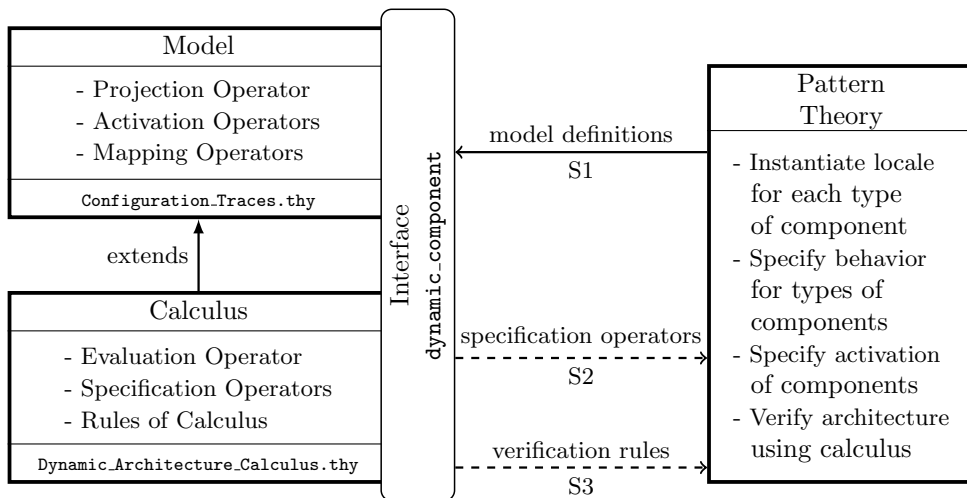 Model
- Projection Operator
- Activation Operators
- Mapping Operators
Configuration_Traces.thy
extends
Calculus
- Evaluation Operator
- Specification Operators
- Rules of Calculus
Dynamic_Architecture_Calculus.thy
Interface
dynamic_component
model definitions
S1
specification operators
S2
verification rules
S3
Pattern
Theory
- Instantiate locale
for each type
of component
- Specify behavior
for types of
components
- Specify activation
of components
- Verify architecture
using calculus